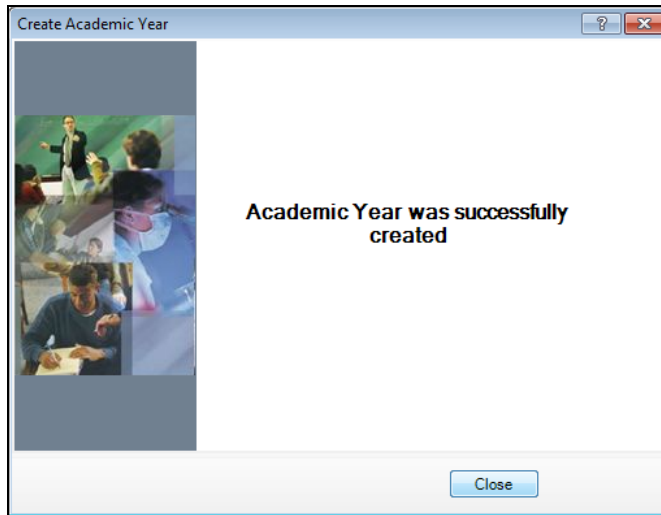 Create Academic Year
?
Academic Year was successfully
created
Close